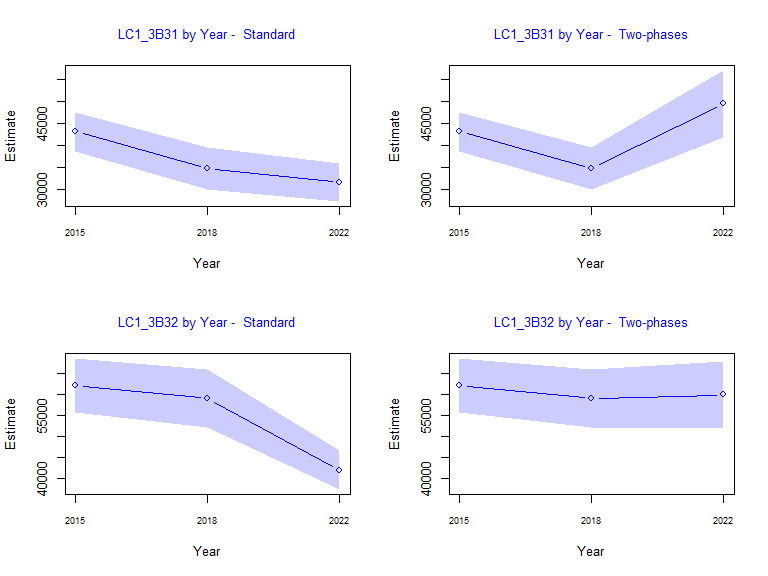 LC1_3B31 by Year -  Standard
Estimate
45000
30000
2015
2018
2022
Year
LC1_3B31 by Year -  Two-phases
Estimate
45000
30000
2015
2018
2022
Year
LC1_3B32 by Year -  Standard
Estimate
55000
40000
2015
2018
2022
Year
LC1_3B32 by Year -  Two-phases
Estimate
55000
40000
2015
2018
2022
Year